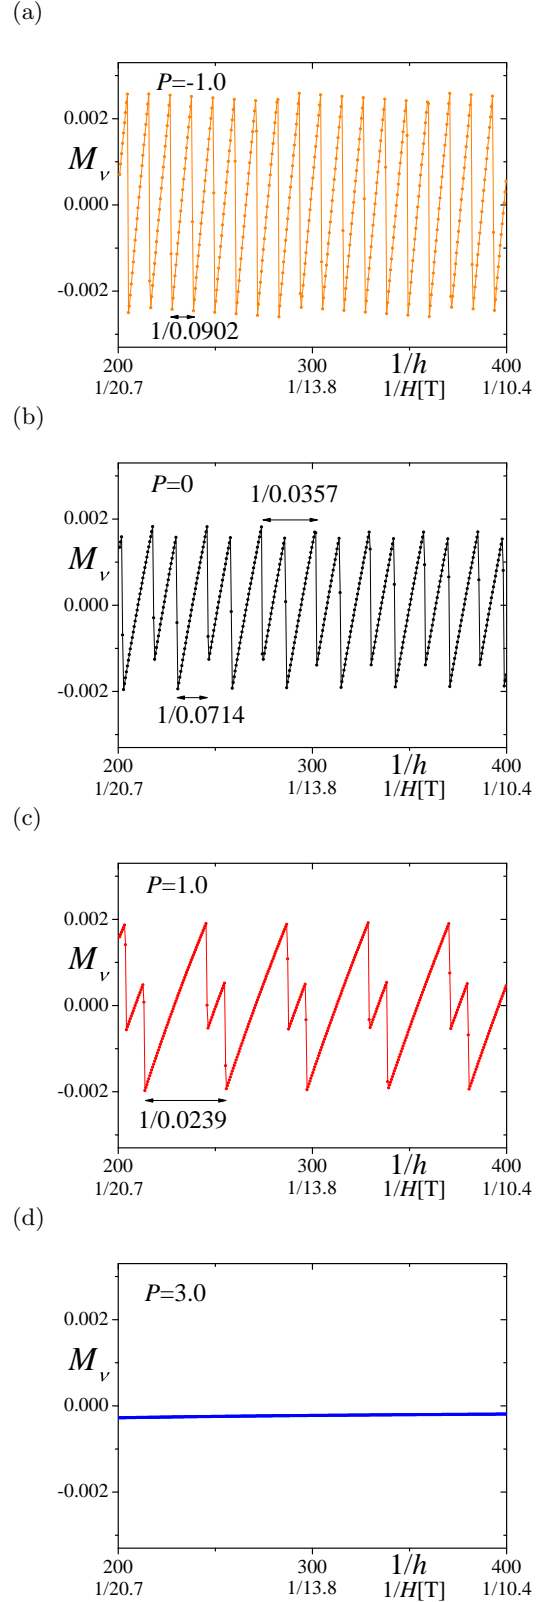 (a)
P=-1.0
0.002
M_ν
0.000
-0.002
1/0.0902
200 300 1/h 400
1/20.7 1/13.8 1/H[T] 1/10.4
(b)
P=0
1/0.0357
0.002
M_ν
0.000
-0.002
1/0.0714
200 300 1/h 400
1/20.7 1/13.8 1/H[T] 1/10.4
(c)
P=1.0
0.002
M_ν
0.000
-0.002
1/0.0239
200 300 1/h 400
1/20.7 1/13.8 1/H[T] 1/10.4
(d)
P=3.0
0.002
M_ν
0.000
-0.002
200 300 1/h 400
1/20.7 1/13.8 1/H[T] 1/10.4